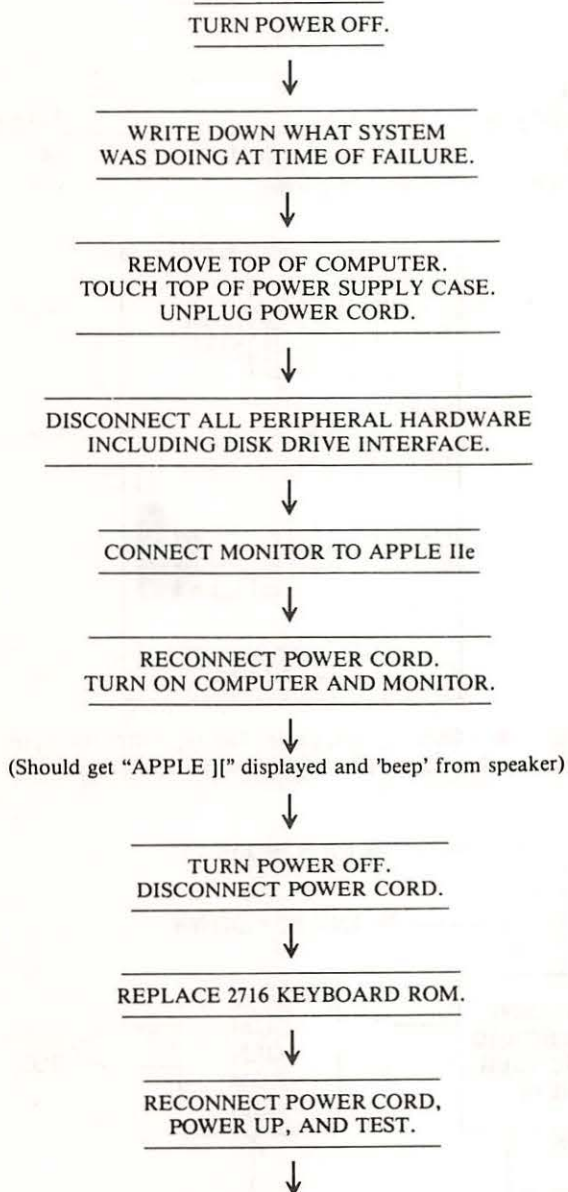 TURN POWER OFF.
WRITE DOWN WHAT SYSTEM
WAS DOING AT TIME OF FAILURE.
REMOVE TOP OF COMPUTER.
TOUCH TOP OF POWER SUPPLY CASE.
UNPLUG POWER CORD.
DISCONNECT ALL PERIPHERAL HARDWARE
INCLUDING DISK DRIVE INTERFACE.
CONNECT MONITOR TO APPLE IIe
RECONNECT POWER CORD.
TURN ON COMPUTER AND MONITOR.
(Should get “APPLE ][” displayed and 'beep' from speaker)
TURN POWER OFF.
DISCONNECT POWER CORD.
REPLACE 2716 KEYBOARD ROM.
RECONNECT POWER CORD,
POWER UP, AND TEST.